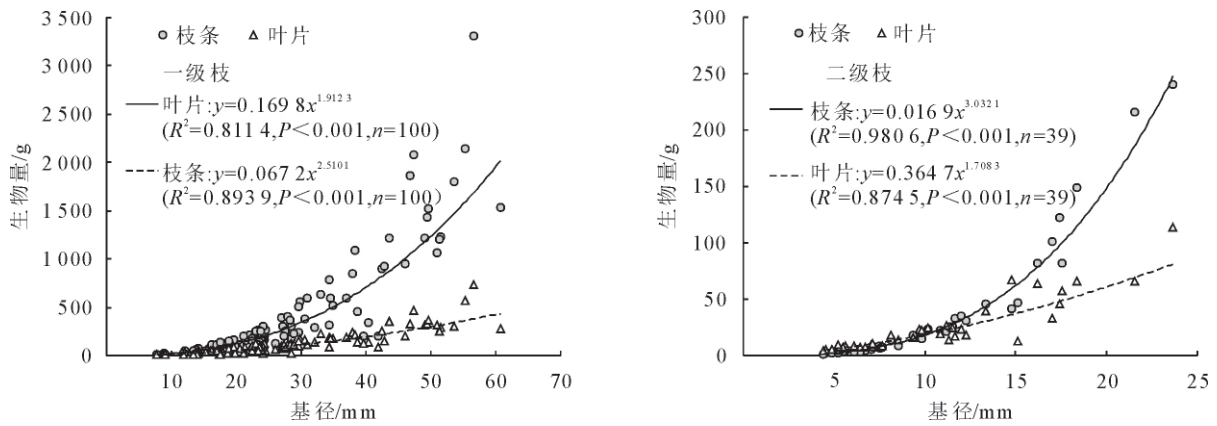 3 500
3 000
2 500
2 000
1 500
1 000
500
0
生物量/g
枝条 叶片
一级枝
叶片:y=0.169 8x^1.912 3
(R²=0.811 4,P<0.001,n=100)
枝条:y=0.067 2x^2.5101
(R²=0.893 9,P<0.001,n=100)
10 20 30 40 50 60 70
基径/mm
300
250
200
150
100
50
0
生物量/g
枝条 叶片
二级枝
枝条:y=0.016 9x^3.0321
(R²=0.980 6,P<0.001,n=39)
叶片:y=0.364 7x^1.7083
(R²=0.874 5,P<0.001,n=39)
5 10 15 20 25
基径/mm